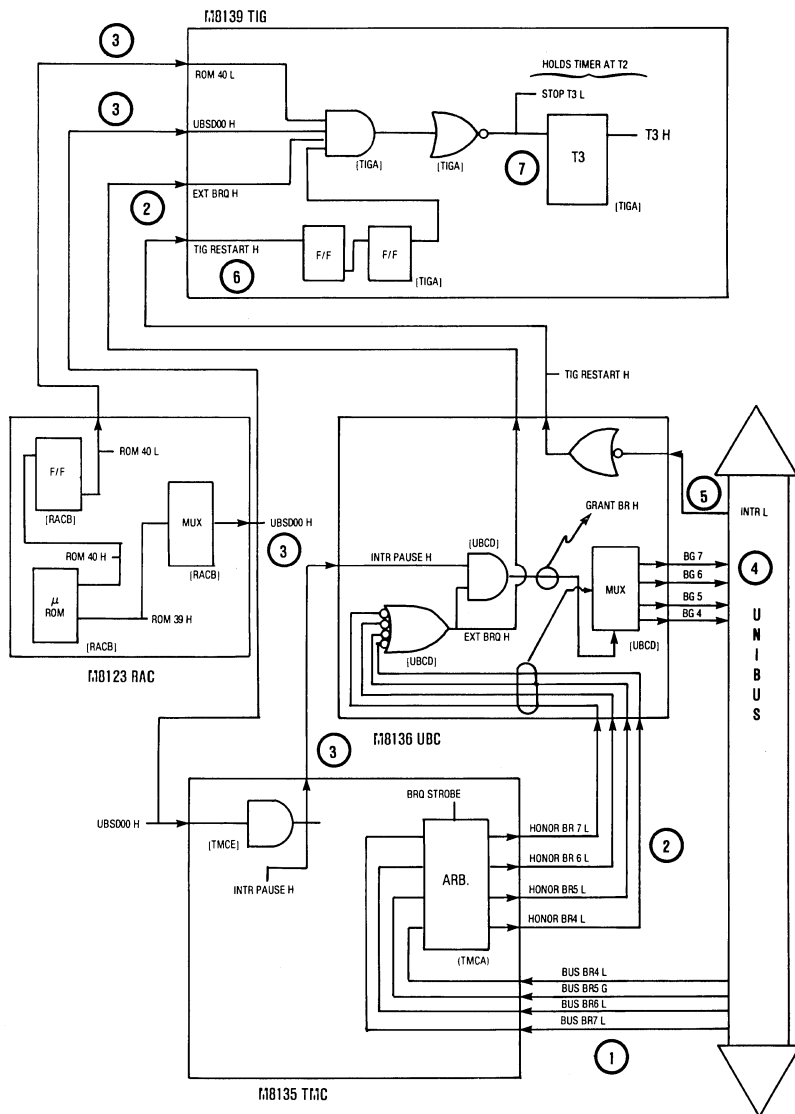 M8139 TIG
3
ROM 40 L
HOLDS TIMER AT T2
STOP T3 L
3
UBSD00 H
T3 H
T3
7
[TIGA]
[TIGA]
[TIGA]
2
EXT BRQ H
TIG RESTART H
F/F
F/F
6
[TIGA]
TIG RESTART H
ROM 40 L
F/F
[RACB]
MUX
UBSD00 H
ROM 40 H
[RACB]
3
μ
ROM
ROM 39 H
[RACB]
M8123 RAC
5
GRANT BR H
INTR L
[UBCD]
INTR PAUSE H
4
BG 7
BG 6
MUX
BG 5
BG 4
EXT BRQ H
[UBCD]
[UBCD]
UNIBUS
M8136 UBC
3
BRQ STROBE
UBSD00 H
[TMCE]
HONOR BR 7 L
2
HONOR BR 6 L
ARB.
INTR PAUSE H
HONOR BR5 L
HONOR BR4 L
(TMCA)
BUS BR4 L
BUS BR5 G
BUS BR6 L
BUS BR7 L
1
M8135 TMC